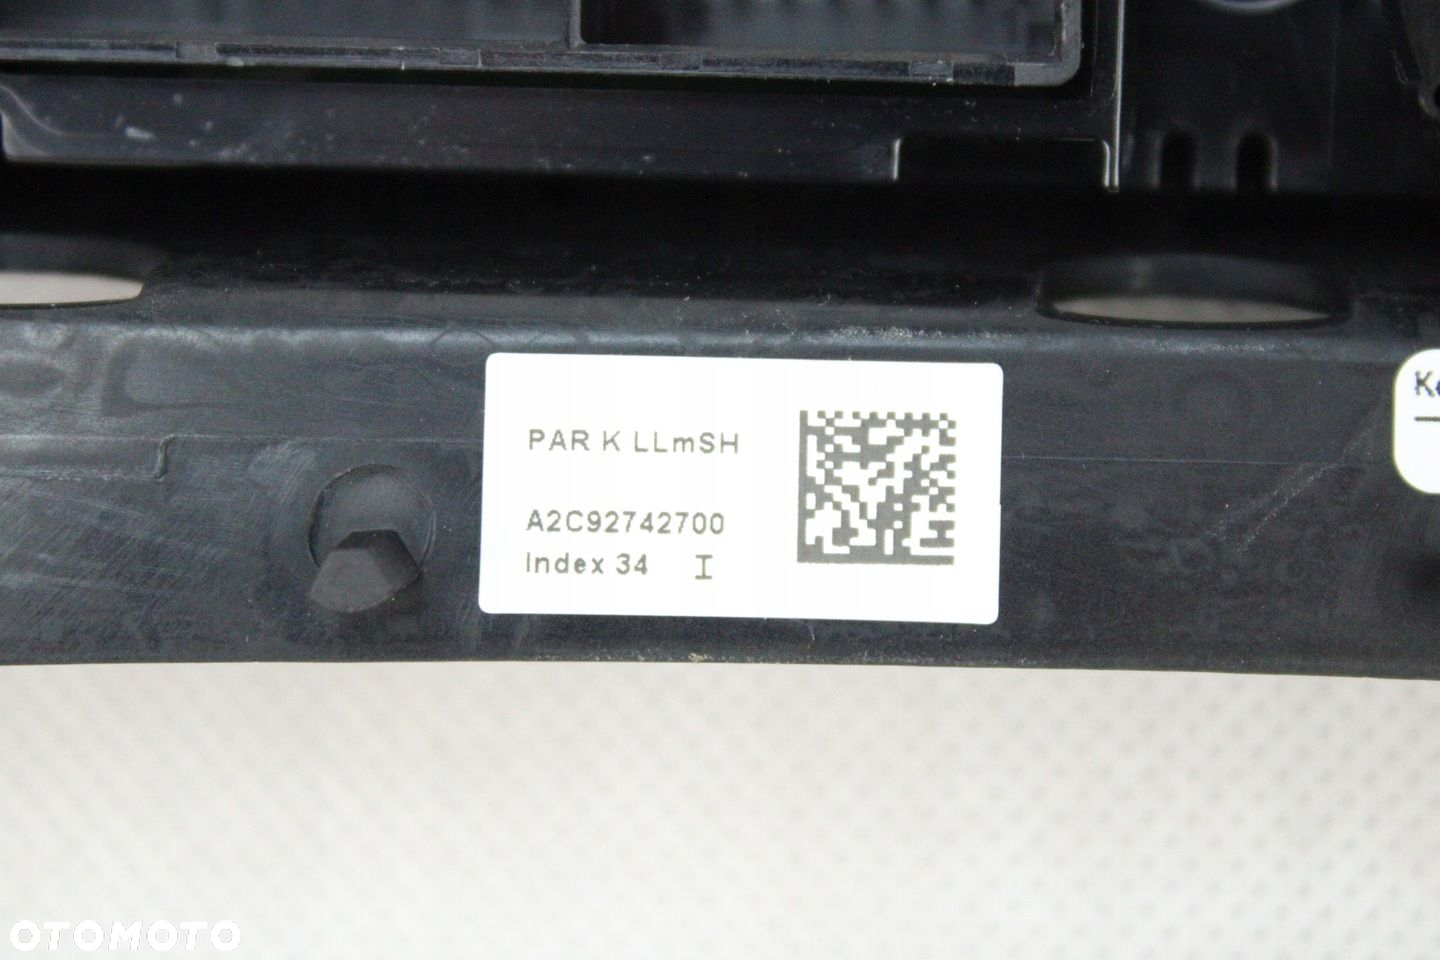 PAR K LLmSH
A2C92742700
Index 34 I
OTOMOTO